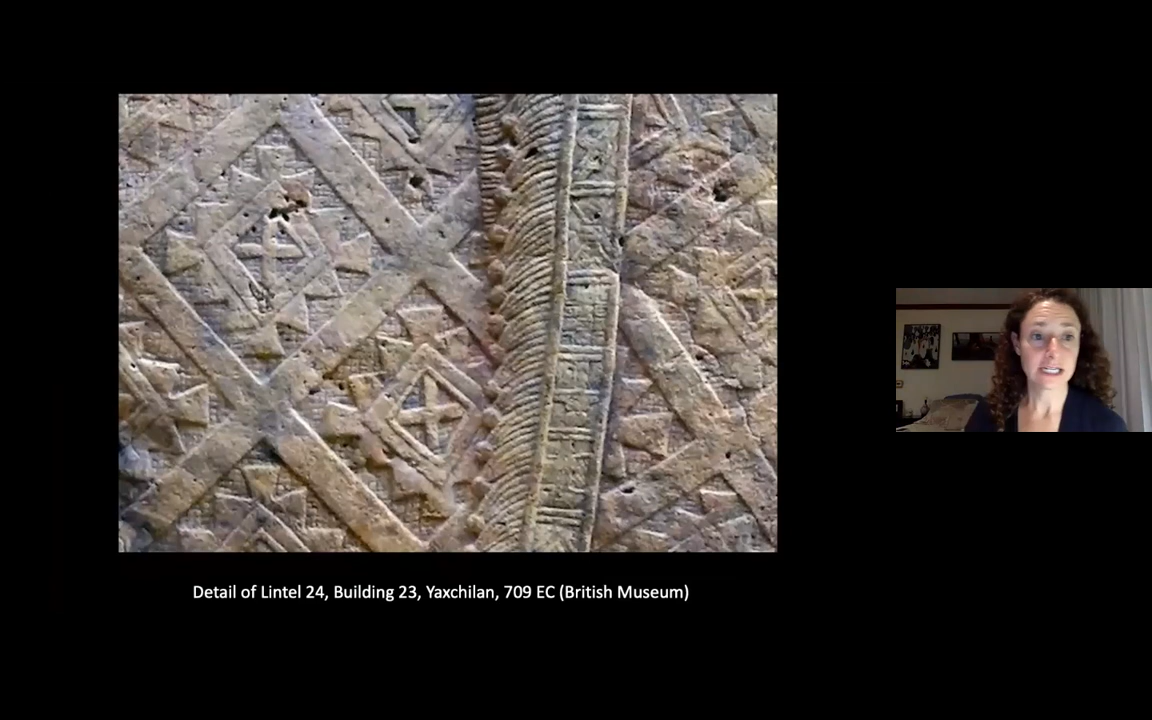 Detail of Lintel 24, Building 23, Yaxchilan, 709 EC (British Museum)